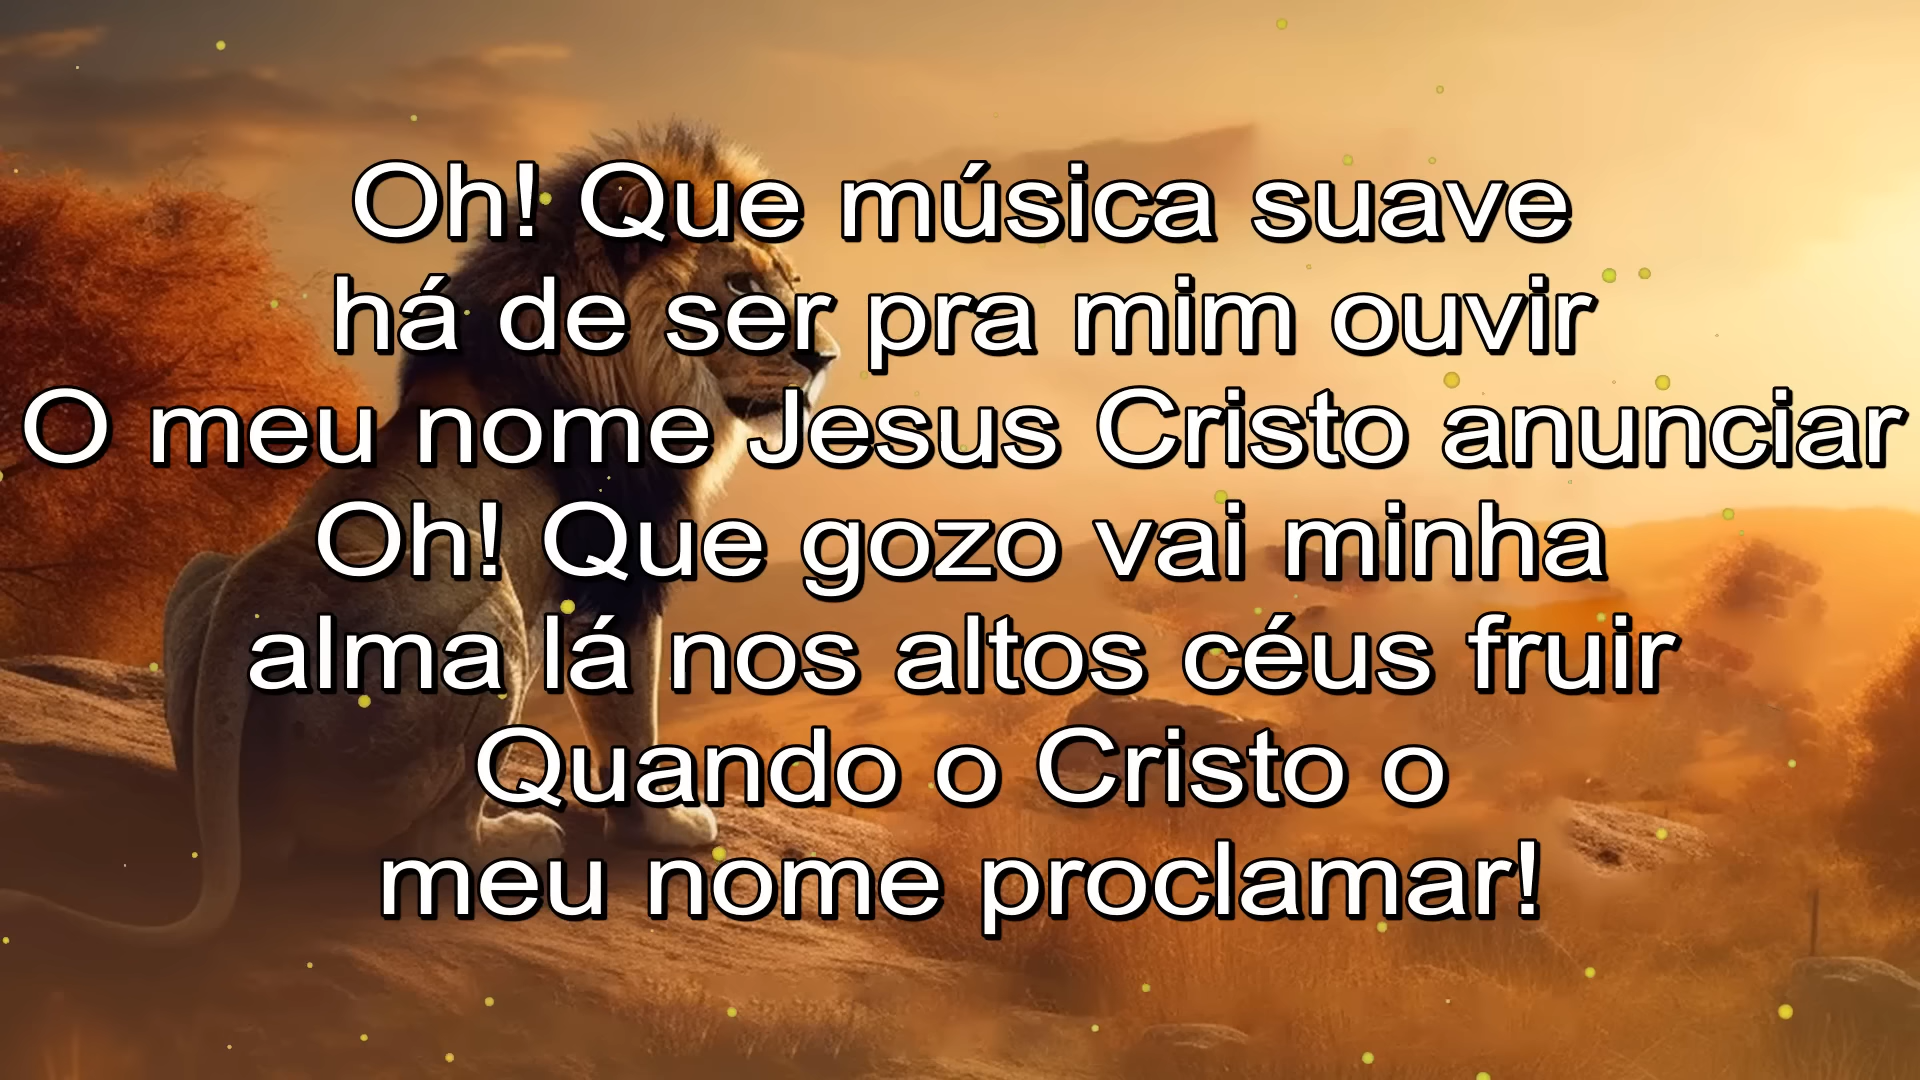 Oh! Que música suave
há de ser pra mim ouvir
O meu nome Jesus Cristo anunciar
Oh! Que gozo vai minha
alma lá nos altos céus fruir
Quando o Cristo o
meu nome proclamar!